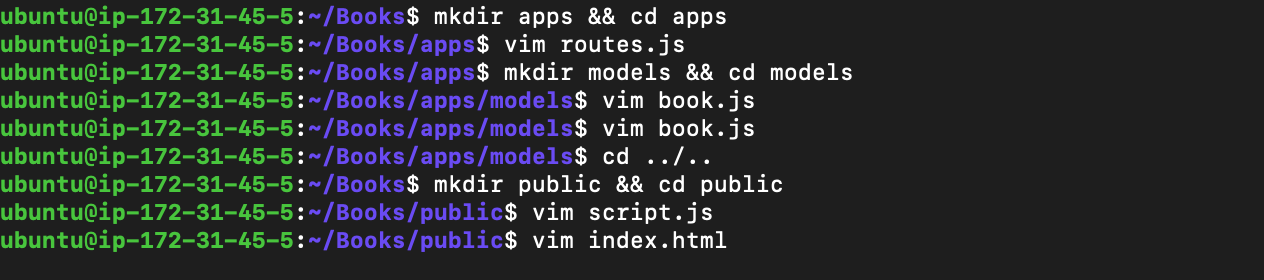 ubuntu@ip-172-31-45-5:~/Books$ mkdir apps && cd apps
ubuntu@ip-172-31-45-5:~/Books/apps$ vim routes.js
ubuntu@ip-172-31-45-5:~/Books/apps$ mkdir models && cd models
ubuntu@ip-172-31-45-5:~/Books/apps/models$ vim book.js
ubuntu@ip-172-31-45-5:~/Books/apps/models$ vim book.js
ubuntu@ip-172-31-45-5:~/Books/apps/models$ cd ../..
ubuntu@ip-172-31-45-5:~/Books$ mkdir public && cd public
ubuntu@ip-172-31-45-5:~/Books/public$ vim script.js
ubuntu@ip-172-31-45-5:~/Books/public$ vim index.html